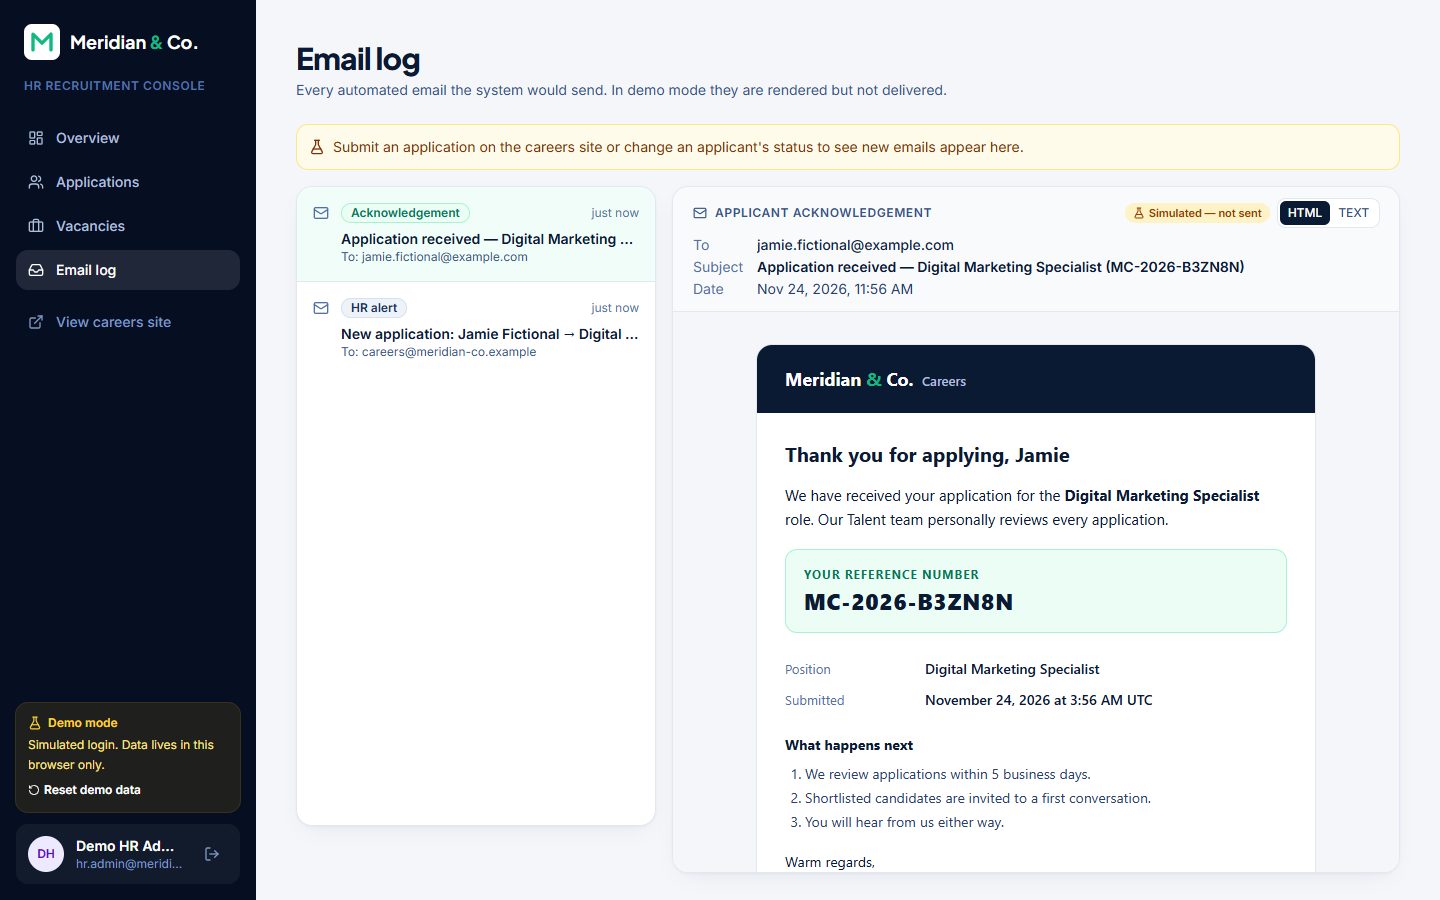 Meridian & Co.
HR RECRUITMENT CONSOLE
Overview
Applications
Vacancies
Email log
View careers site
Demo mode
Simulated login. Data lives in this
browser only.
Reset demo data
DH
Demo HR Ad...
hr.admin@meridi...
Email log
Every automated email the system would send. In demo mode they are rendered but not delivered.
Submit an application on the careers site or change an applicant's status to see new emails appear here.
Acknowledgement just now
Application received — Digital Marketing ...
To: jamie.fictional@example.com
HR alert just now
New application: Jamie Fictional → Digital ...
To: careers@meridian-co.example
APPLICANT ACKNOWLEDGEMENT Simulated — not sent HTML TEXT
To jamie.fictional@example.com
Subject Application received — Digital Marketing Specialist (MC-2026-B3ZN8N)
Date Nov 24, 2026, 11:56 AM
Meridian & Co. Careers
Thank you for applying, Jamie
We have received your application for the Digital Marketing Specialist
role. Our Talent team personally reviews every application.
YOUR REFERENCE NUMBER
MC-2026-B3ZN8N
Position Digital Marketing Specialist
Submitted November 24, 2026 at 3:56 AM UTC
What happens next
1. We review applications within 5 business days.
2. Shortlisted candidates are invited to a first conversation.
3. You will hear from us either way.
Warm regards,